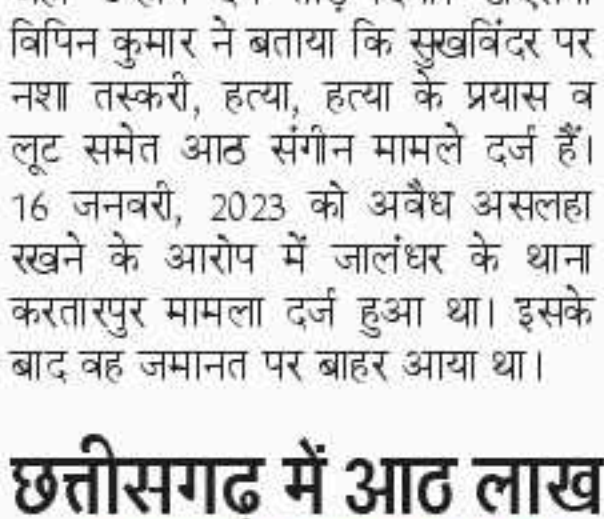 विपिन कुमार ने बताया कि सुखविंदर पर
नशा तस्करी, हत्या, हत्या के प्रयास व
लूट समेत आठ संगीन मामले दर्ज हैं।
16 जनवरी, 2023 को अवैध असलहा
रखने के आरोप में जालंधर के थाना
करतारपुर मामला दर्ज हुआ था। इसके
बाद वह जमानत पर बाहर आया था।
छत्तीसगढ़ में आठ लाख